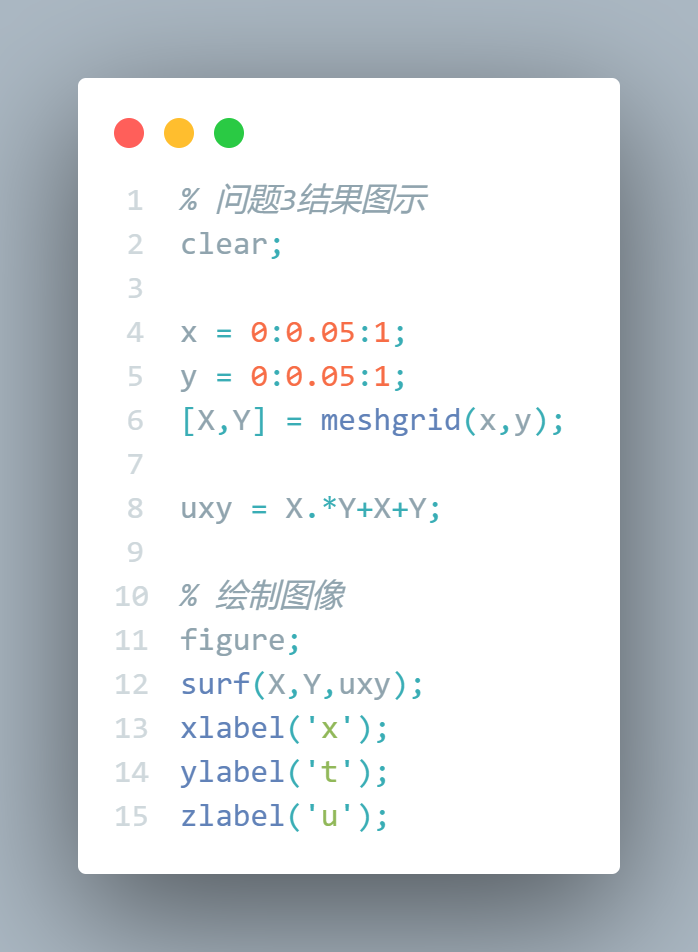 1 % 问题3结果图示
2 clear;
3
4 x = 0:0.05:1;
5 y = 0:0.05:1;
6 [X,Y] = meshgrid(x,y);
7
8 uxy = X.*Y+X+Y;
9
10 % 绘制图像
11 figure;
12 surf(X,Y,uxy);
13 xlabel('x');
14 ylabel('t');
15 zlabel('u');